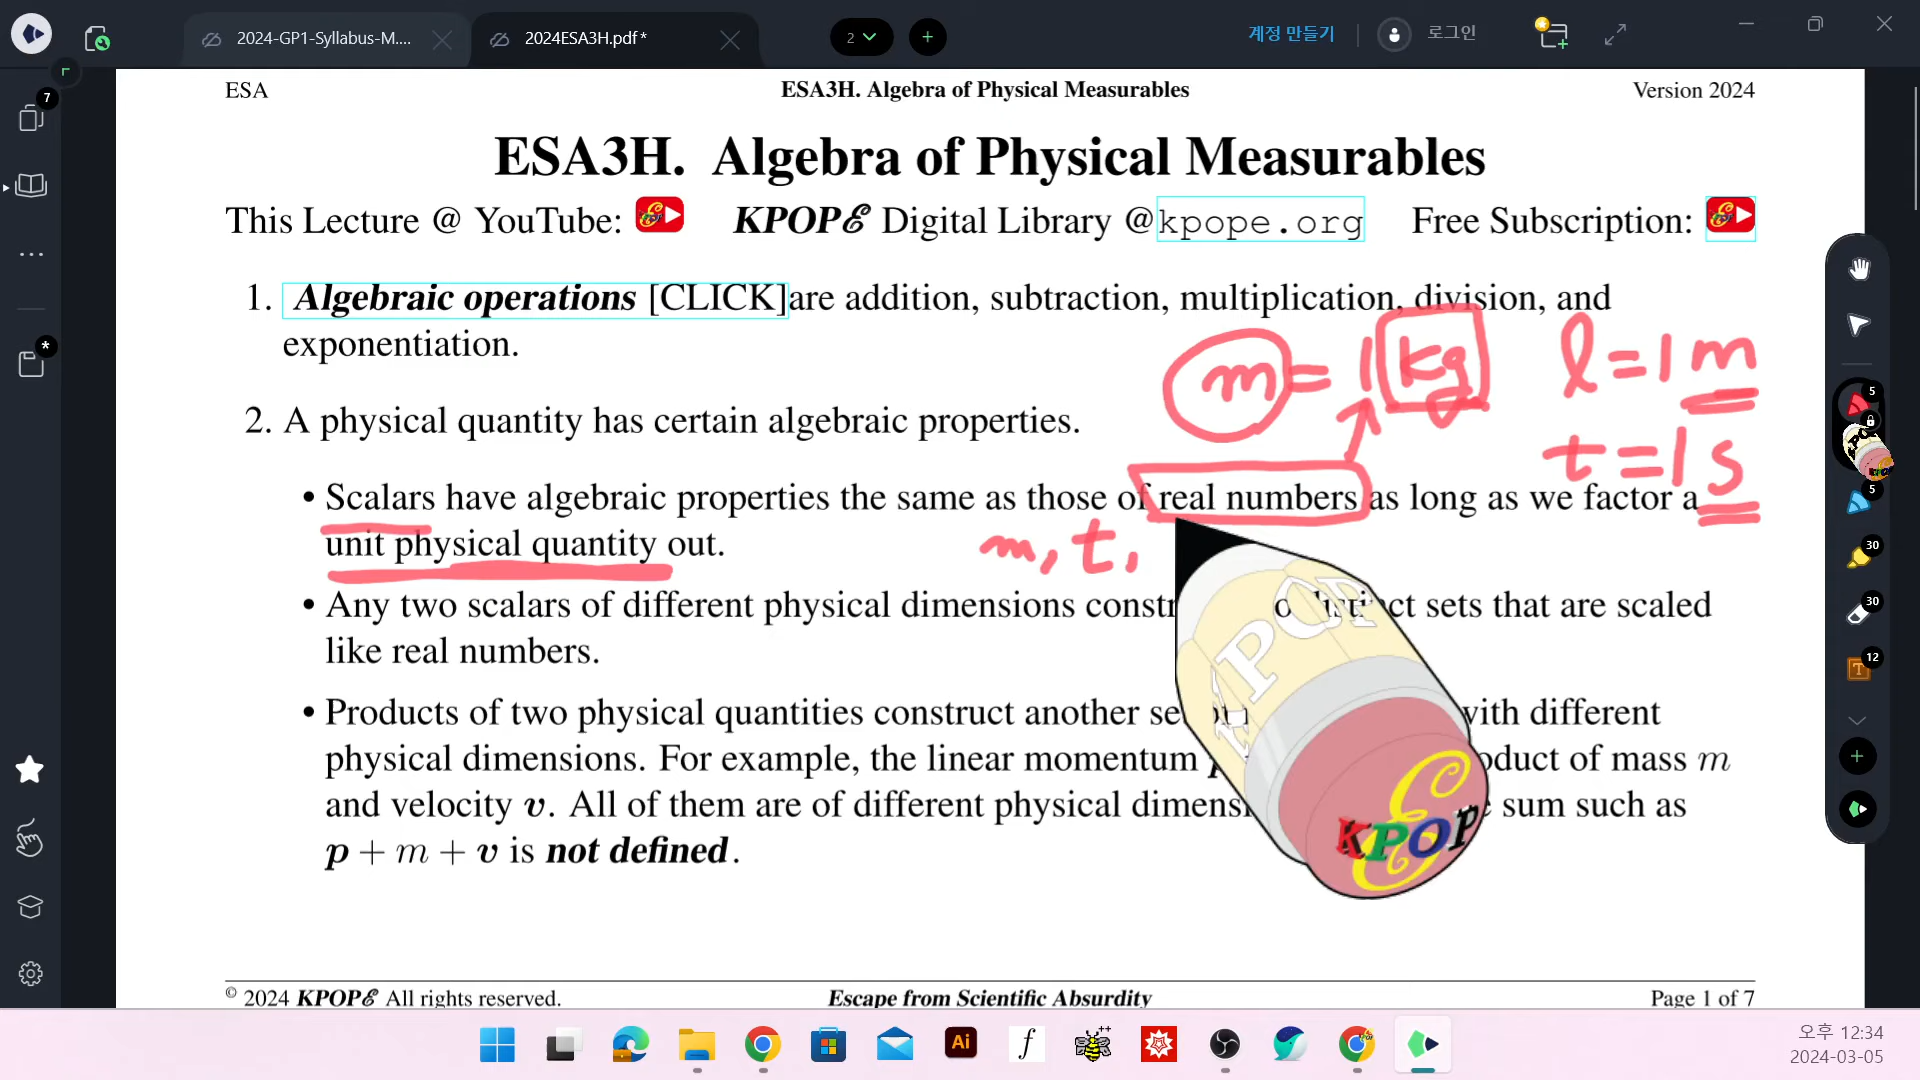 2024-GP1-Syllabus-M....
2024ESA3H.pdf*
2
계정 만들기
로그인
7
ESA
ESA3H. Algebra of Physical Measurables
Version 2024
ESA3H. Algebra of Physical Measurables
This Lecture @ YouTube:
KPOPE Digital Library @kpope.org
Free Subscription:
1. Algebraic operations [CLICK]are addition, subtraction, multiplication, division, and
exponentiation.
m = 1 kg
l = 1 m
t = 1 s
2. A physical quantity has certain algebraic properties.
• Scalars have algebraic properties the same as those of real numbers as long as we factor a
unit physical quantity out.
m, t,
• Any two scalars of different physical dimensions distinct sets that are scaled
like real numbers.
• Products of two physical quantities construct another with different
physical dimensions. For example, the linear momentum p product of mass m
and velocity v. All of them are of different physical sum such as
p + m + v is not defined.
KPOP
KPOPE
© 2024 KPOPE All rights reserved.
Escape from Scientific Absurdity
Page 1 of 7
5
5
30
30
12
T
Ai
f
++
오후 12:34
2024-03-05